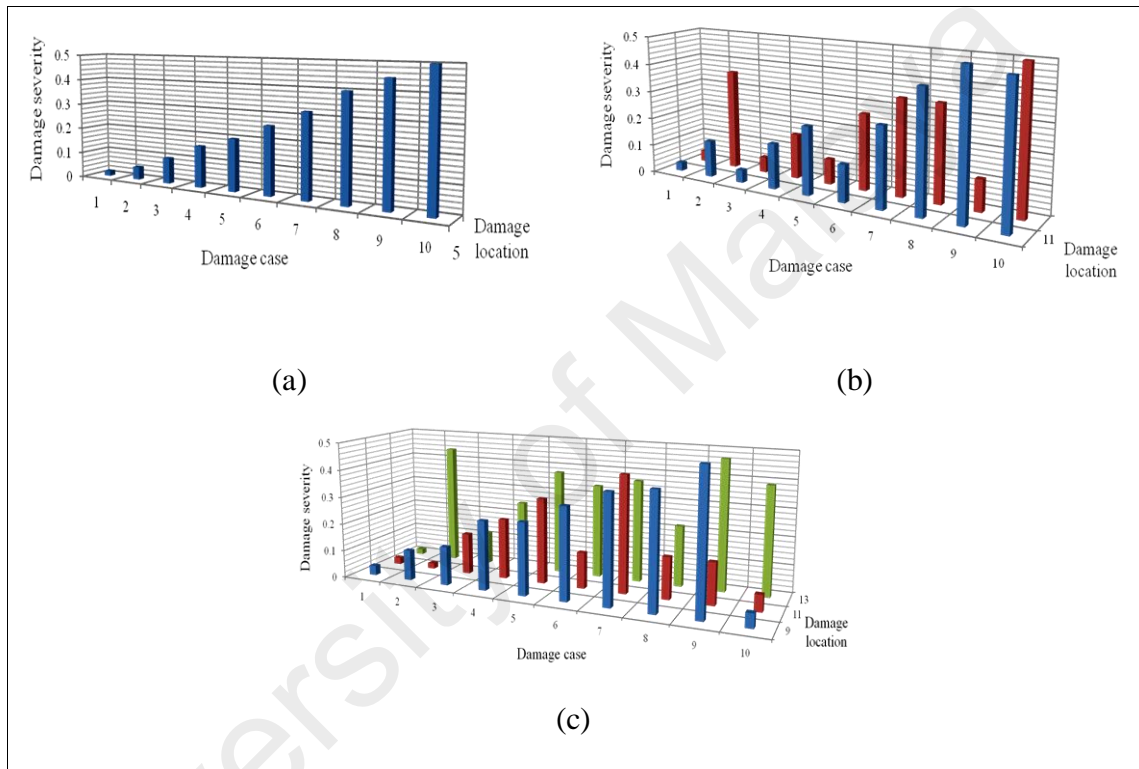 0.5
0.4
0.3
0.2
0.1
0
Damage severity
1 2 3 4 5 6 7 8 9 10
5
Damage case
Damage
location
(a)
0.5
0.4
0.3
0.2
0.1
0
Damage severity
1 2 3 4 5 6 7 8 9 10
11
Damage case
Damage
location
(b)
0.5
0.4
0.3
0.2
0.1
0
Damage severity
1 2 3 4 5 6 7 8 9 10
13
11
9
Damage case
Damage
location
(c)
ersity of Malaya